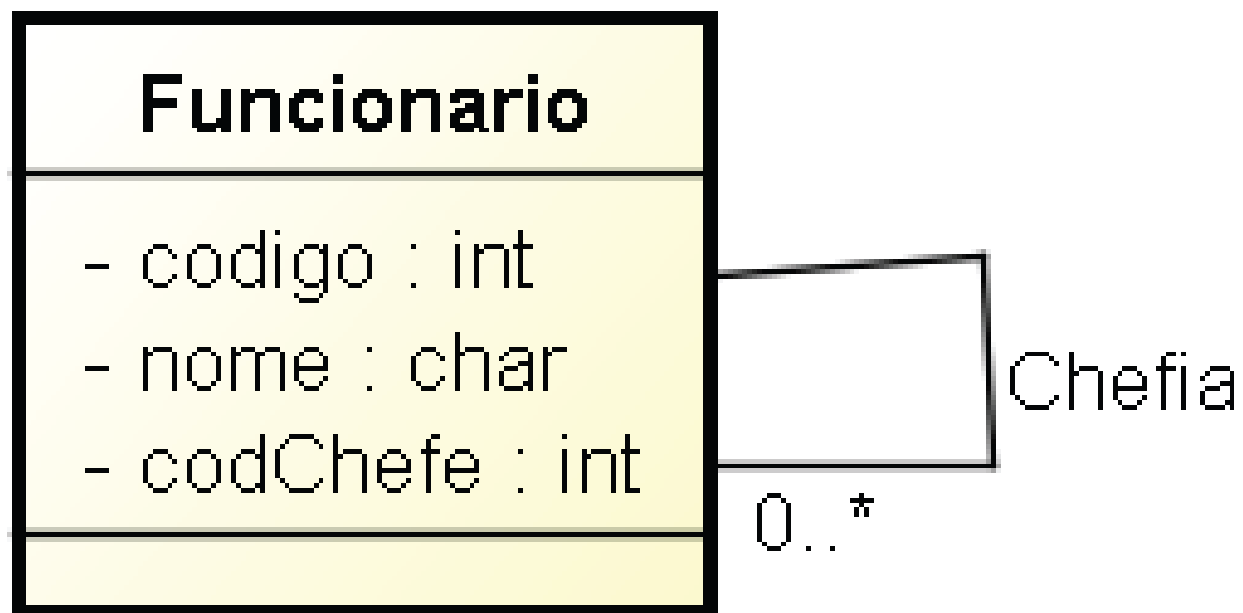 Funcionario
- codigo : int
- nome : char
- codChefe : int
Chefia
0..*